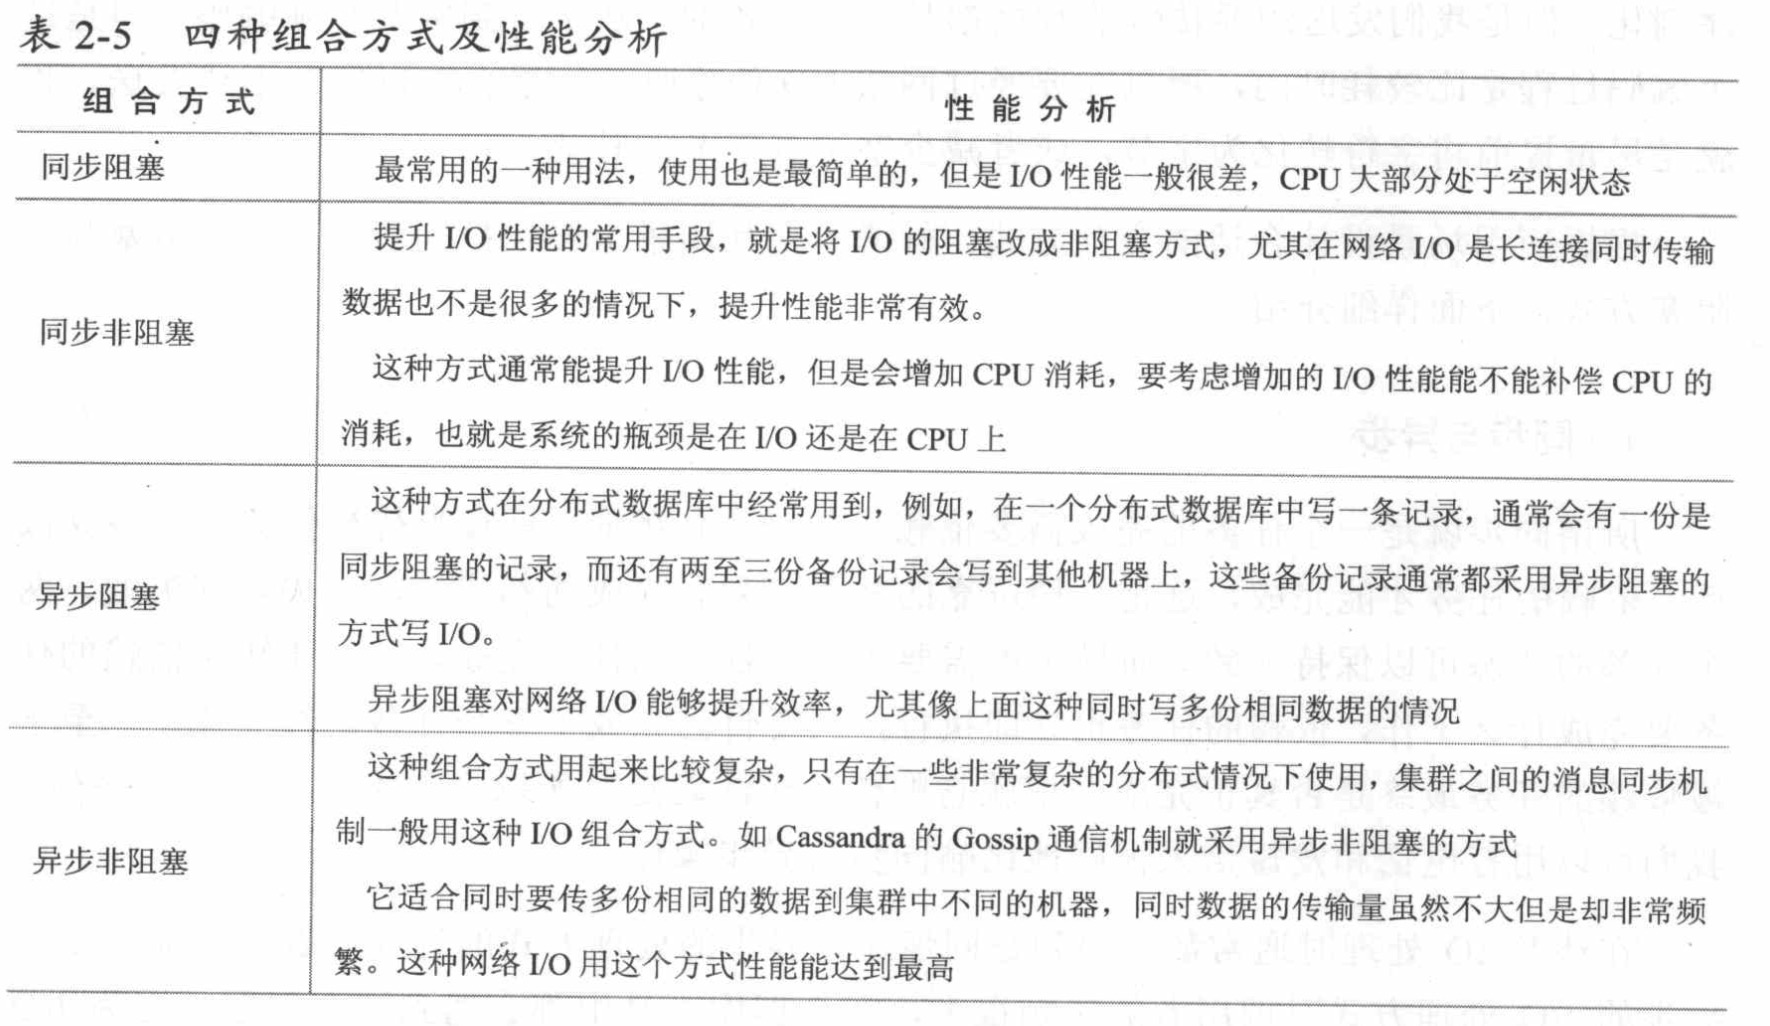 表 2-5 四种组合方式及性能分析
组合方式 性能分析
同步阻塞 最常用的一种用法，使用也是最简单的，但是 I/O 性能一般很差，CPU 大部分处于空闲状态
同步非阻塞
提升 I/O 性能的常用手段，就是将 I/O 的阻塞改成非阻塞方式，尤其在网络 I/O 是长连接同时传输
数据也不是很多的情况下，提升性能非常有效。
这种方式通常能提升 I/O 性能，但是会增加 CPU 消耗，要考虑增加的 I/O 性能能不能补偿 CPU 的
消耗，也就是系统的瓶颈是在 I/O 还是在 CPU 上
异步阻塞
这种方式在分布式数据库中经常用到，例如，在一个分布式数据库中写一条记录，通常会有一份是
同步阻塞的记录，而还有两至三份备份记录会写到其他机器上，这些备份记录通常都采用异步阻塞的
方式写 I/O。
异步阻塞对网络 I/O 能够提升效率，尤其像上面这种同时写多份相同数据的情况
异步非阻塞
这种组合方式用起来比较复杂，只有在一些非常复杂的分布式情况下使用，集群之间的消息同步机
制一般用这种 I/O 组合方式。如 Cassandra 的 Gossip 通信机制就采用异步非阻塞的方式
它适合同时要传多份相同的数据到集群中不同的机器，同时数据的传输量虽然不大但是却非常频
繁。这种网络 I/O 用这个方式性能能达到最高